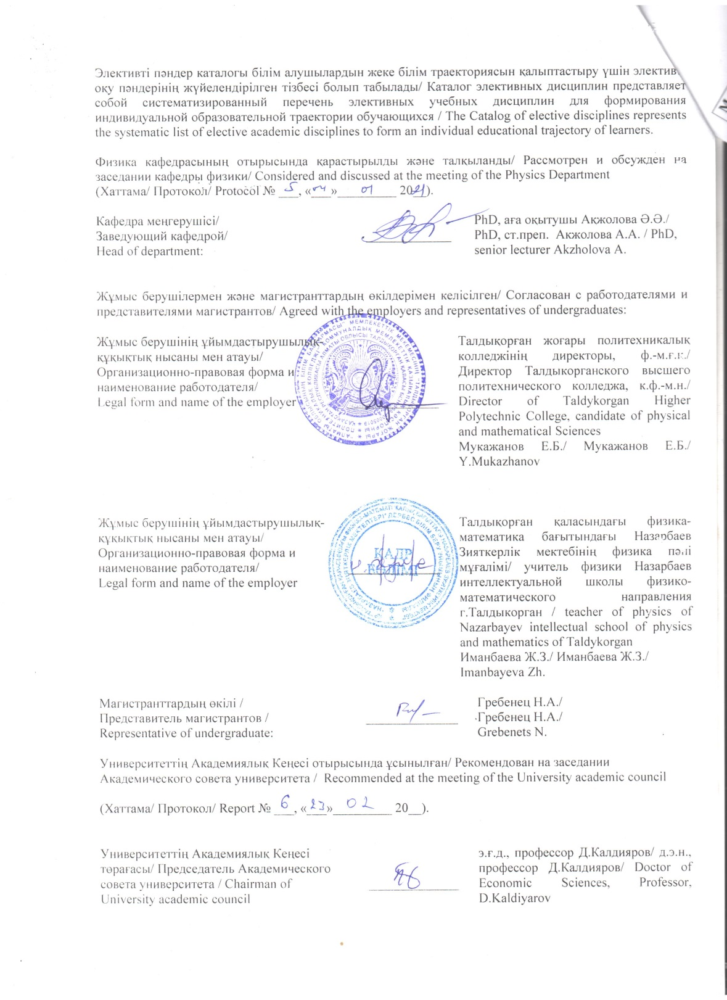 Элективті пәндер каталогы білім алушылардын жеке білім траекториясын қалыптастыру үшін электив
оқу пәндерінің жүйелендірілген тізбесі болып табылады/ Каталог элективных дисциплин представляет
собой систематизированный перечень элективных учебных дисциплин для формирования
индивидуальной образовательной траектории обучающихся / The Catalog of elective disciplines represents
the systematic list of elective academic disciplines to form an individual educational trajectory of learners.
Физика кафедрасының отырысында қарастырылды және талқыланды/ Рассмотрен и обсужден на
заседании кафедры физики/ Considered and discussed at the meeting of the Physics Department
(Хаттама/ Протокол/ Protocol № 5, «04» 01 2021).
Кафедра меңгерушісі/
Заведующий кафедрой/
Head of department:
PhD, аға оқытушы Ақжолова Ә.Ә./
PhD, ст.преп. Акжолова А.А. / PhD,
senior lecturer Akzholova A.
Жұмыс берушілермен және магистранттардың өкілдерімен келісілген/ Согласован с работодателями и
представителями магистрантов/ Agreed with the employers and representatives of undergraduates:
Жұмыс берушінің ұйымдастырушылық-
құқықтық нысаны мен атауы/
Организационно-правовая форма и
наименование работодателя/
Legal form and name of the employer
Талдықорған жоғары политехникалық
колледжінің директоры, ф.-м.ғ.к./
Директор Талдыкорганского высшего
политехнического колледжа, к.ф.-м.н./
Director of Taldykorgan Higher
Polytechnic College, candidate of physical
and mathematical Sciences
Мукажанов Е.Б./ Мукажанов Е.Б./
Y.Mukazhanov
Жұмыс берушінің ұйымдастырушылық-
құқықтық нысаны мен атауы/
Организационно-правовая форма и
наименование работодателя/
Legal form and name of the employer
КАДР
БӨЛІМІ
Талдықорған қаласындағы физика-
математика бағытындағы Назарбаев
Зияткерлік мектебінің физика пәні
мұғалімі/ учитель физики Назарбаев
интеллектуальной школы физико-
математического направления
г.Талдыкорган / teacher of physics of
Nazarbayev intellectual school of physics
and mathematics of Taldykorgan
Иманбаева Ж.З./ Иманбаева Ж.З./
Imanbayeva Zh.
Магистранттардың өкілі /
Представитель магистрантов /
Representative of undergraduate:
Гребенец Н.А./
Гребенец Н.А./
Grebenets N.
Университеттің Академиялық Кеңесі отырысында ұсынылған/ Рекомендован на заседании
Академического совета университета / Recommended at the meeting of the University academic council
(Хаттама/ Протокол/ Report № 6, «23» 02 20__).
Университеттің Академиялық Кеңесі
төрағасы/ Председатель Академического
совета университета / Chairman of
University academic council
э.ғ.д., профессор Д.Калдияров/ д.э.н.,
профессор Д.Калдияров/ Doctor of
Economic Sciences, Professor,
D.Kaldiyarov